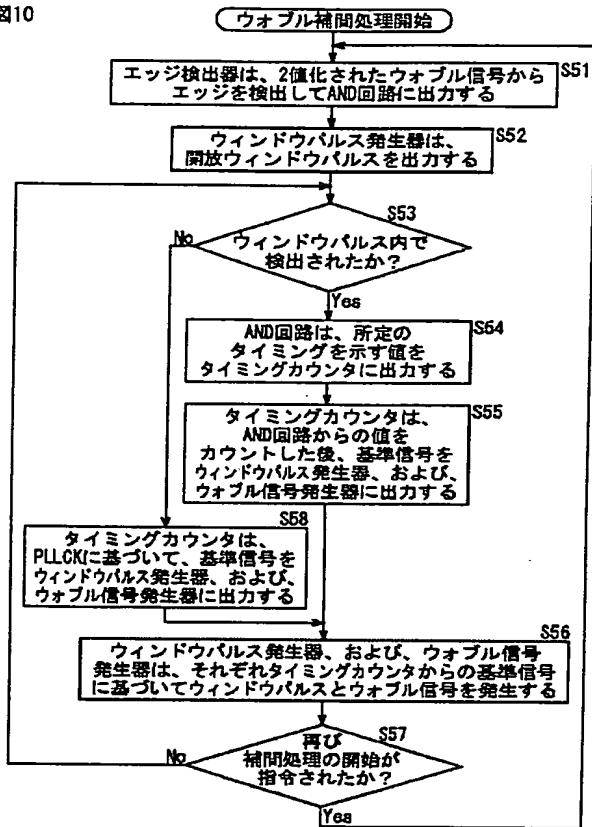 図10
ウォブル補間処理開始
エッジ検出器は、2値化されたウォブル信号から
エッジを検出してAND回路に出力する
S51
ウィンドウパルス発生器は、
開放ウィンドウパルスを出力する
S52
S53
ウィンドウパルス内で
検出されたか?
No
Yes
AND回路は、所定の
タイミングを示す値を
タイミングカウンタに出力する
S54
タイミングカウンタは、
AND回路からの値を
カウントした後、基準信号を
ウィンドウパルス発生器、および、
ウォブル信号発生器に出力する
S55
S58
タイミングカウンタは、
PLLCKに基づいて、基準信号を
ウィンドウパルス発生器、および、
ウォブル信号発生器に出力する
S56
ウィンドウパルス発生器、および、ウォブル信号
発生器は、それぞれタイミングカウンタからの基準信号
に基づいてウィンドウパルスとウォブル信号を発生する
S57
再び
補間処理の開始が
指令されたか?
No
Yes